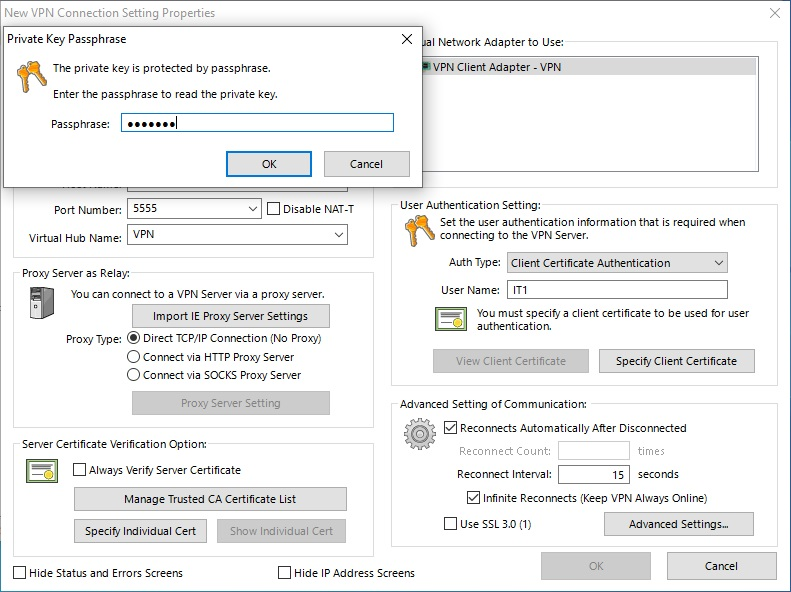 New VPN Connection Setting Properties
Private Key Passphrase
The private key is protected by passphrase.
Enter the passphrase to read the private key.
Passphrase: ●●●●●●●
OK Cancel
Network Adapter to Use:
VPN Client Adapter - VPN
Port Number: 5555 Disable NAT-T
Virtual Hub Name: VPN
Proxy Server as Relay:
You can connect to a VPN Server via a proxy server.
Import IE Proxy Server Settings
Proxy Type: Direct TCP/IP Connection (No Proxy)
Connect via HTTP Proxy Server
Connect via SOCKS Proxy Server
Proxy Server Setting
Server Certificate Verification Option:
Always Verify Server Certificate
Manage Trusted CA Certificate List
Specify Individual Cert Show Individual Cert
Hide Status and Errors Screens Hide IP Address Screens
User Authentication Setting:
Set the user authentication information that is required when
connecting to the VPN Server.
Auth Type: Client Certificate Authentication
User Name: IT1
You must specify a client certificate to be used for user
authentication.
View Client Certificate Specify Client Certificate
Advanced Setting of Communication:
Reconnects Automatically After Disconnected
Reconnect Count: times
Reconnect Interval: 15 seconds
Infinite Reconnects (Keep VPN Always Online)
Use SSL 3.0 (1) Advanced Settings...
OK Cancel